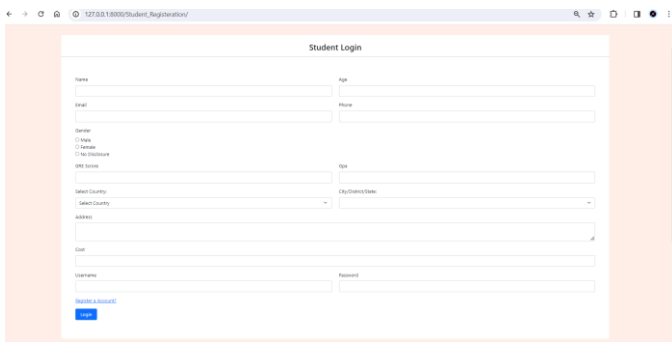 127.0.0.1:8000/Student_Registeration/
Student Login
Name Age
Email Phone
Gender
Male
Female
No Disclosure
GRE Scores Gpa
Select Country: City/District/State:
Select Country
Address
Cost
Username Password
Register a Account?
Login